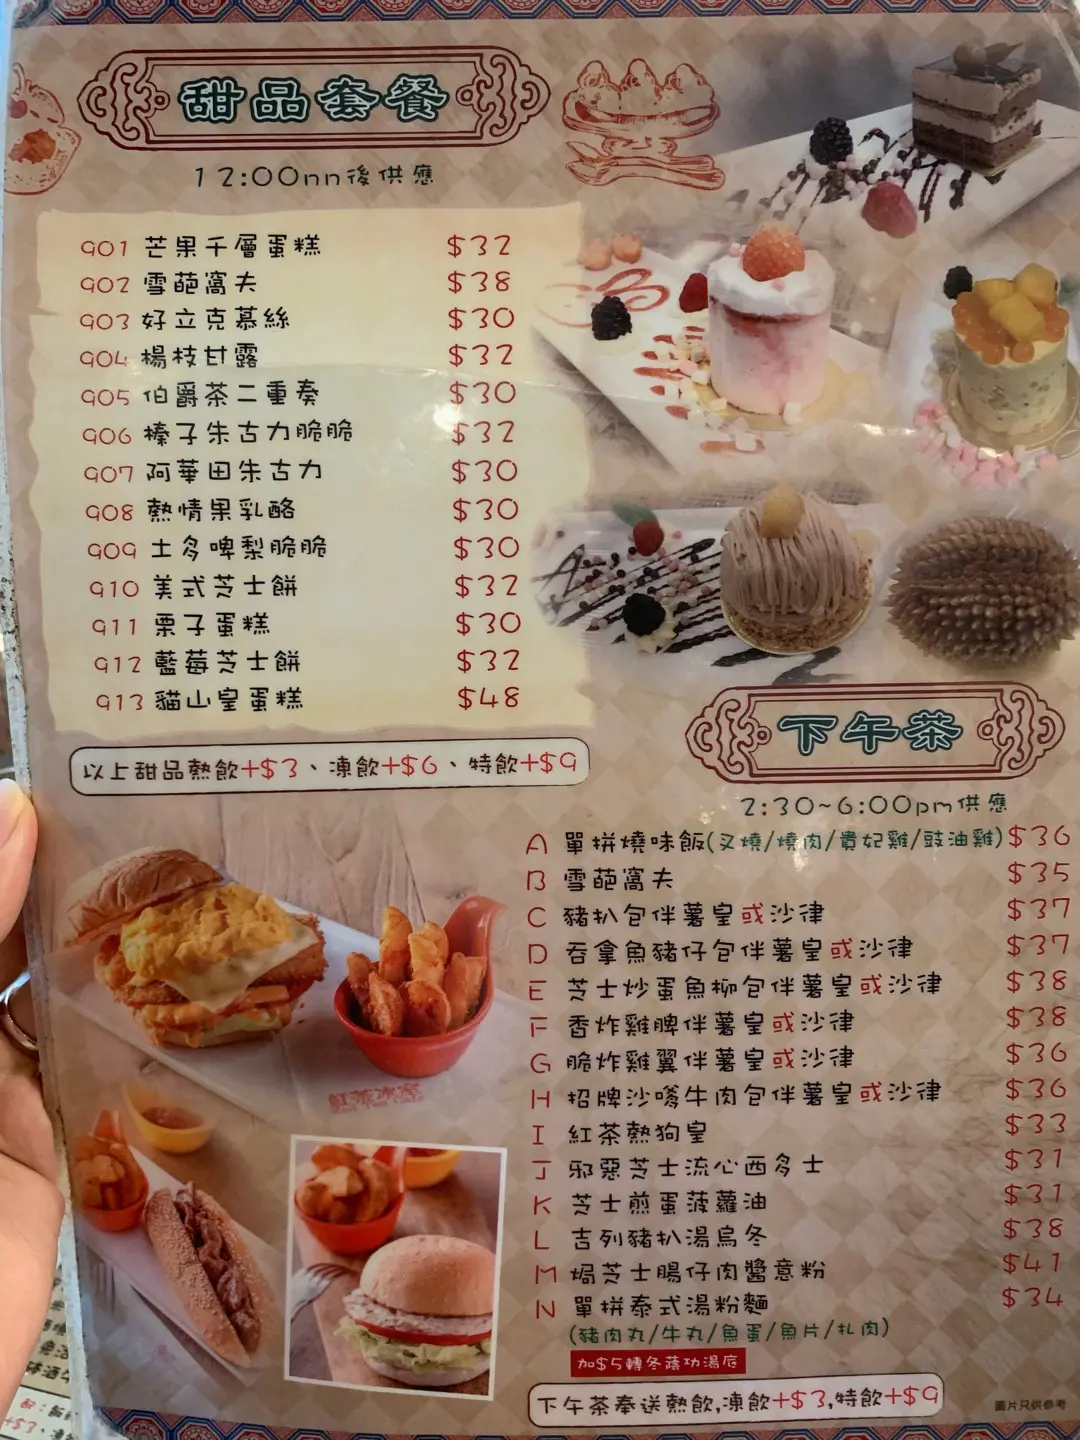 甜品套餐
12:00nn後供應
901 芒果千層蛋糕 $32
902 雪葩窩夫 $38
903 好立克慕絲 $30
904 楊枝甘露 $32
905 伯爵茶二重奏 $30
906 榛子朱古力脆脆 $32
907 阿華田朱古力 $30
908 熱情果乳酪 $30
909 士多啤梨脆脆 $30
910 美式芝士餅 $32
911 栗子蛋糕 $30
912 藍莓芝士餅 $32
913 貓山皇蛋糕 $48
以上甜品熱飲+$3、凍飲+$6、特飲+$9
下午茶
2:30~6:00pm供應
A 單拼燒味飯(叉燒/燒肉/貴妃雞/豉油雞) $36
B 雪葩窩夫 $35
C 豬扒包伴薯皇或沙律 $37
D 吞拿魚豬仔包伴薯皇或沙律 $37
E 芝士炒蛋魚柳包伴薯皇或沙律 $38
F 香炸雞脾伴薯皇或沙律 $38
G 脆炸雞翼伴薯皇或沙律 $36
H 招牌沙嗲牛肉包伴薯皇或沙律 $36
I 紅茶熱狗皇 $33
J 邪惡芝士流心西多士 $31
K 芝士煎蛋菠蘿油 $31
L 吉列豬扒湯烏冬 $38
M 焗芝士腸仔肉醬意粉 $41
N 單拼泰式湯粉麵 $34
(豬肉丸/牛丸/魚蛋/魚片/扎肉)
加$5轉冬蔭功湯底
下午茶奉送熱飲,凍飲+$3,特飲+$9
圖片只供參考
紅茶冰室